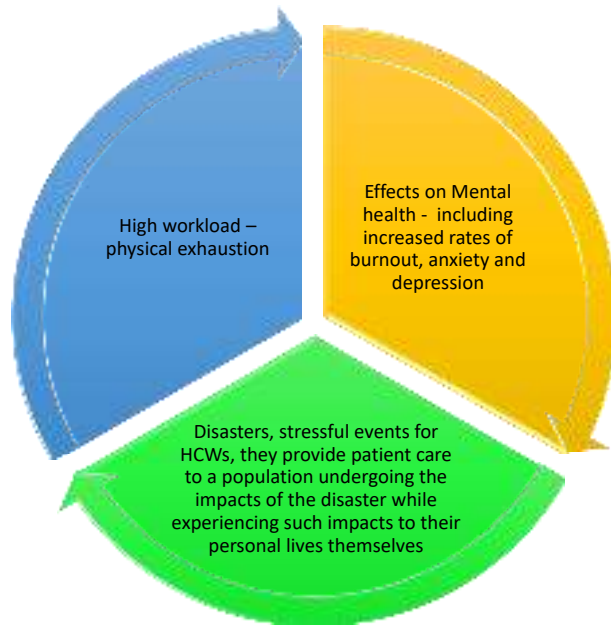 High workload –
physical exhaustion
Effects on Mental
health - including
increased rates of
burnout, anxiety and
depression
Disasters, stressful events for
HCWs, they provide patient care
to a population undergoing the
impacts of the disaster while
experiencing such impacts to their
personal lives themselves